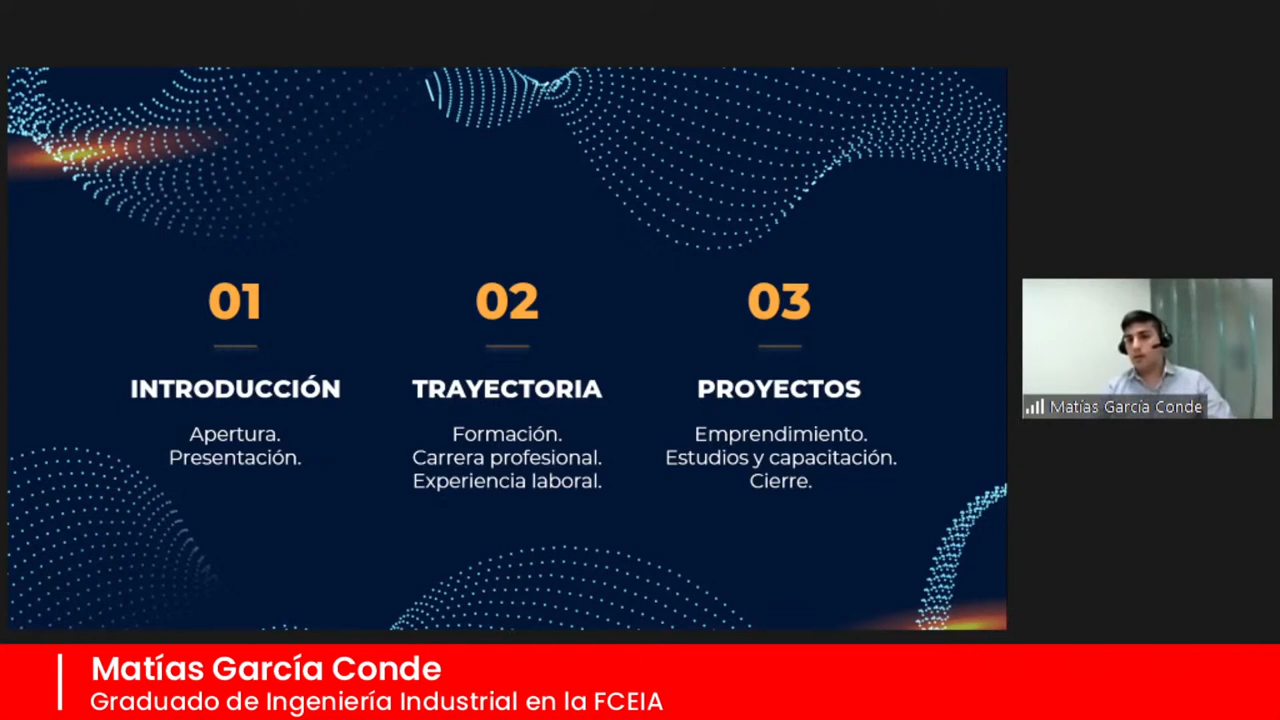 01
INTRODUCCIÓN
Apertura.
Presentación.
02
TRAYECTORIA
Formación.
Carrera profesional.
Experiencia laboral.
03
PROYECTOS
Emprendimiento.
Estudios y capacitación.
Cierre.
Matías García Conde
Matías García Conde
Graduado de Ingeniería Industrial en la FCEIA